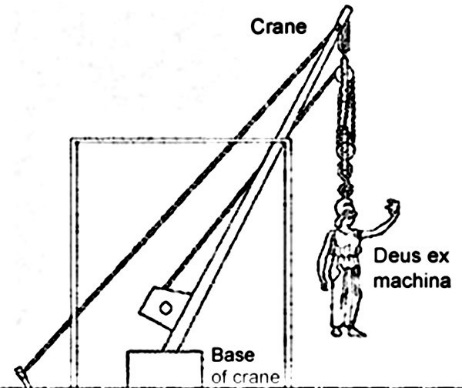 Crane
Deus ex
machina
Base
of crane